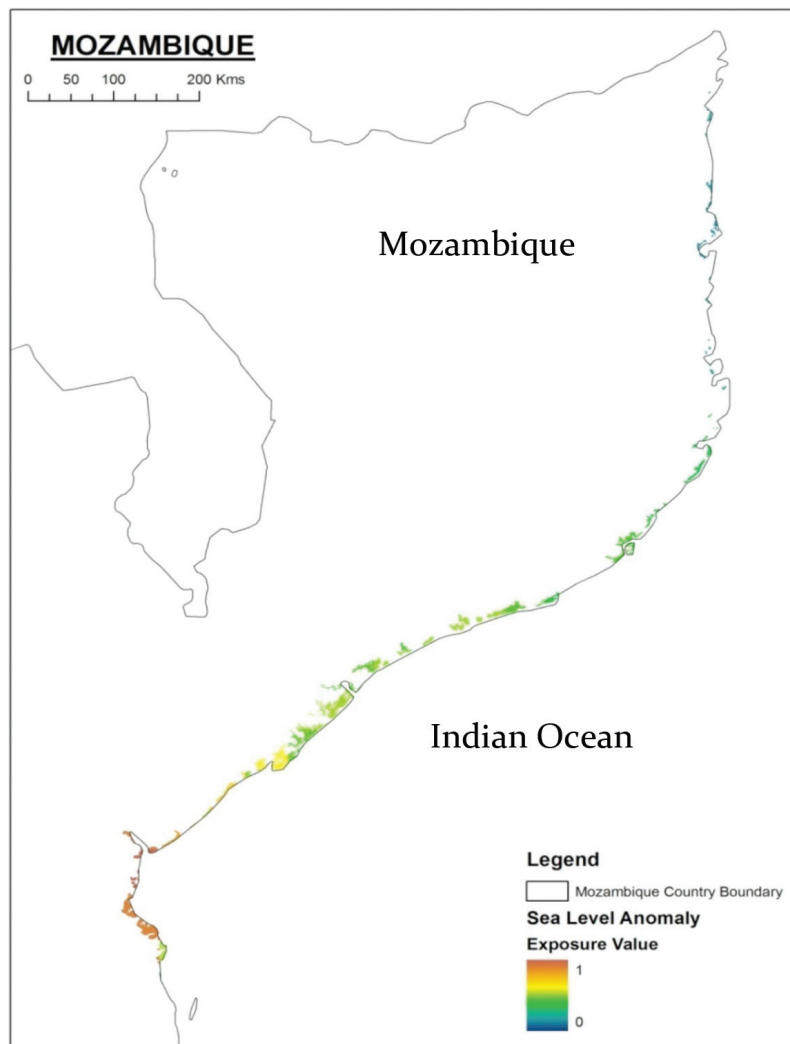 MOZAMBIQUE
0 50 100 200 Kms
Mozambique
Indian Ocean
Legend
Mozambique Country Boundary
Sea Level Anomaly
Exposure Value
1
0